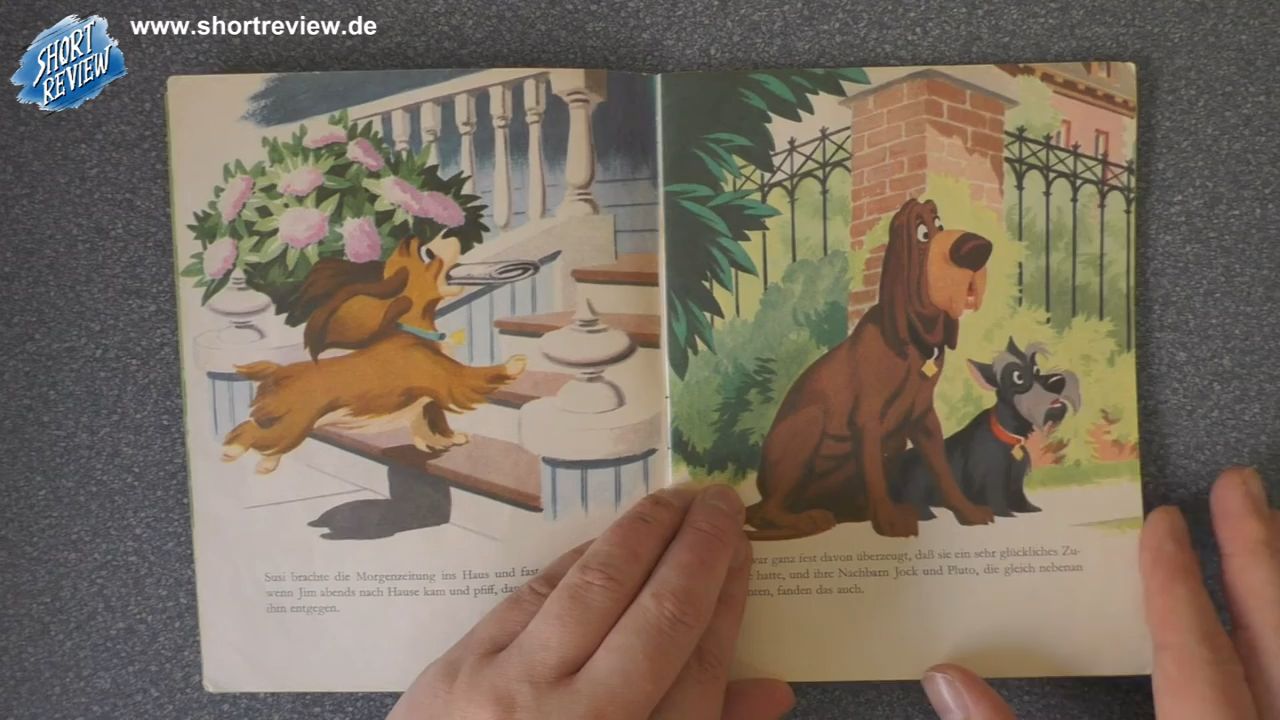 www.shortreview.de
SHORT
REVIEW
Susi brachte die Morgenzeitung ins Haus und fast
wenn Jim abends nach Hause kam und pfiff,
ihm entgegen.
war ganz fest davon überzeugt, daß sie ein sehr glückliches Zu-
hatte, und ihre Nachbarn Jock und Pluto, die gleich nebenan
fanden das auch.